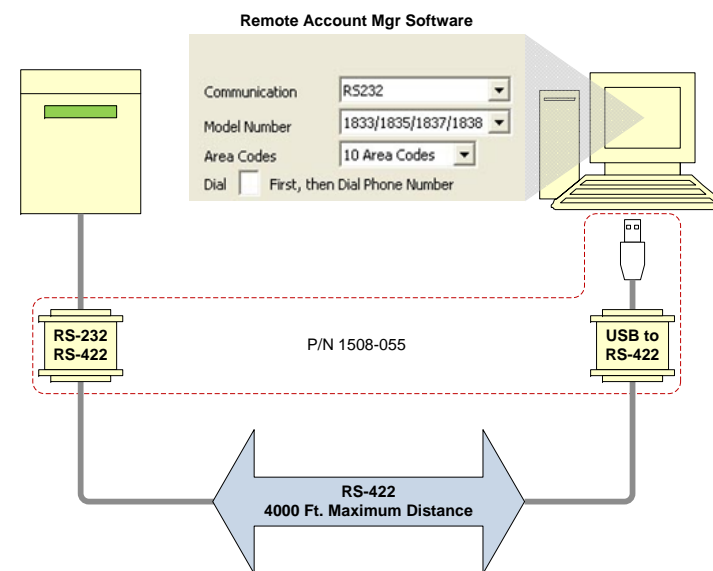 Remote Account Mgr Software
Communication RS232
Model Number 1833/1835/1837/1838
Area Codes 10 Area Codes
Dial First, then Dial Phone Number
RS-232
RS-422
P/N 1508-055
USB to
RS-422
RS-422
4000 Ft. Maximum Distance